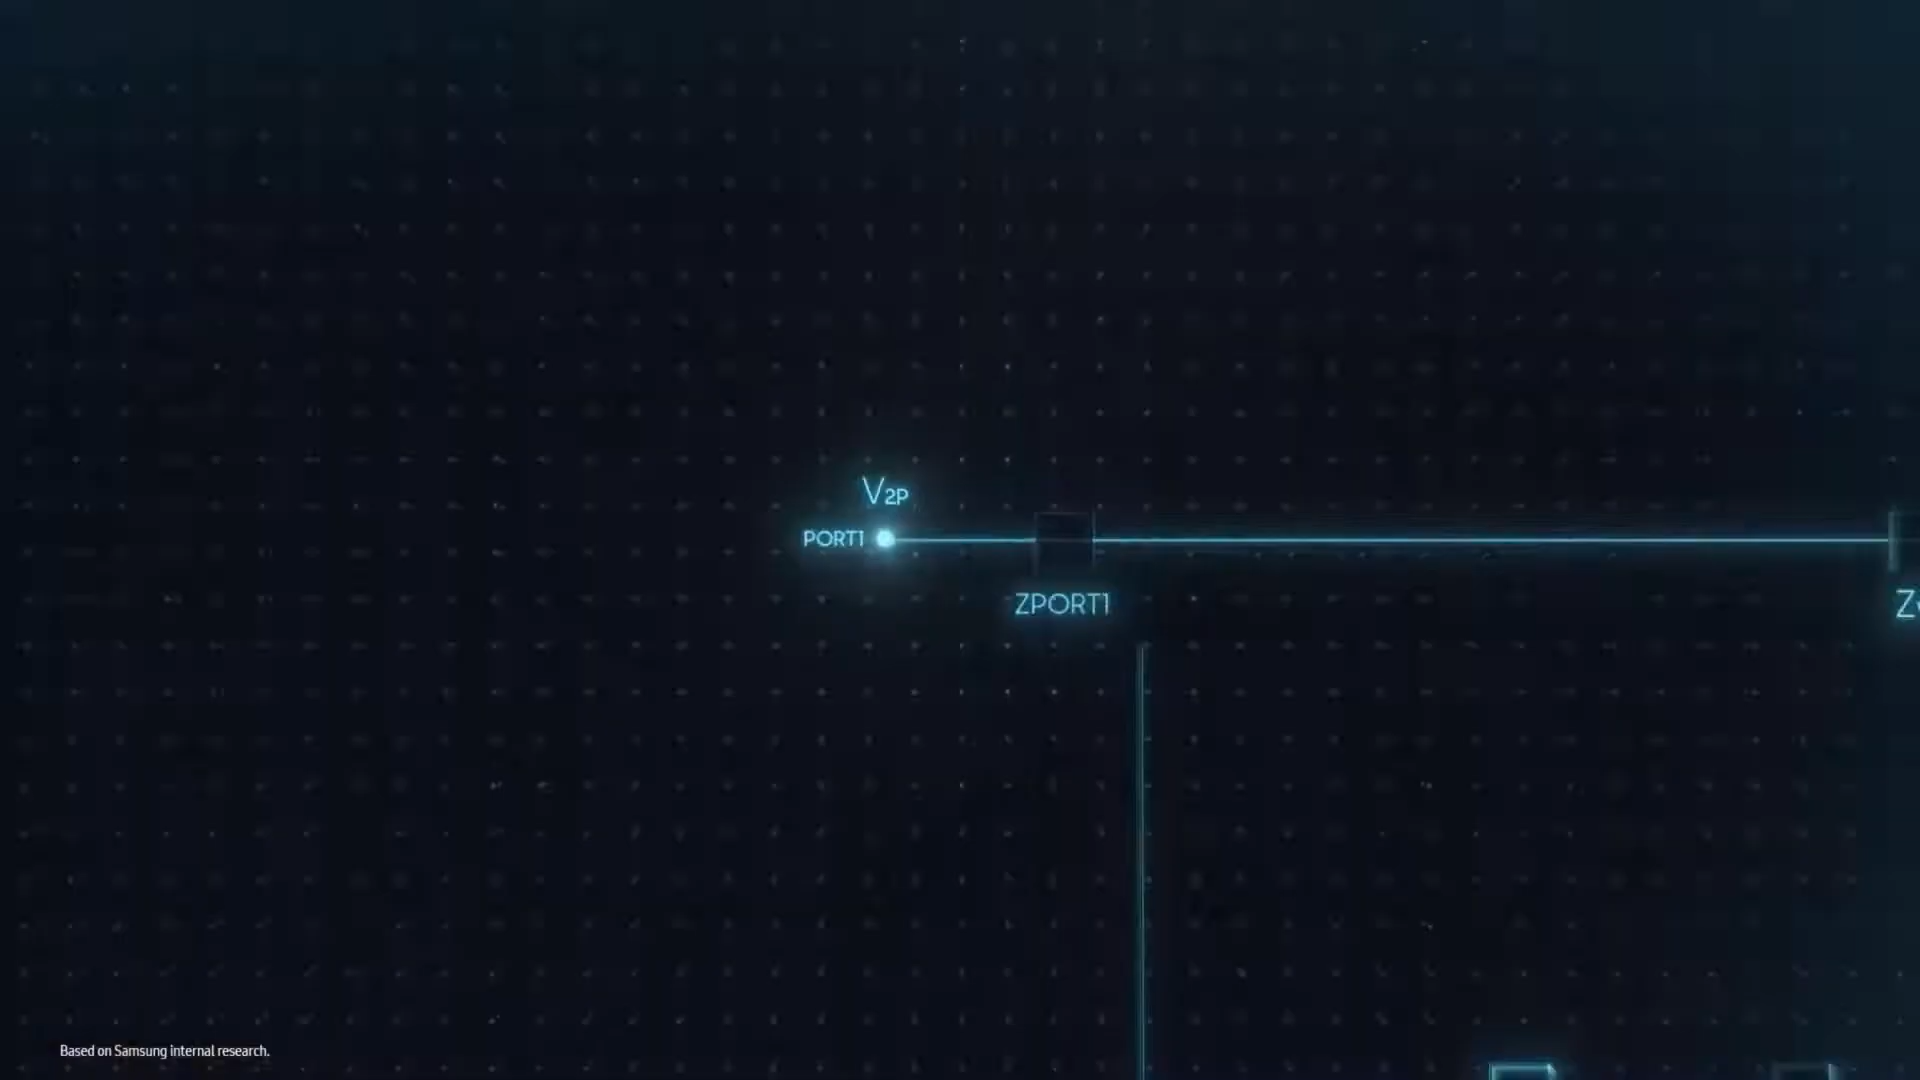 V2P
PORT1
ZPORT1
Based on Samsung internal research.